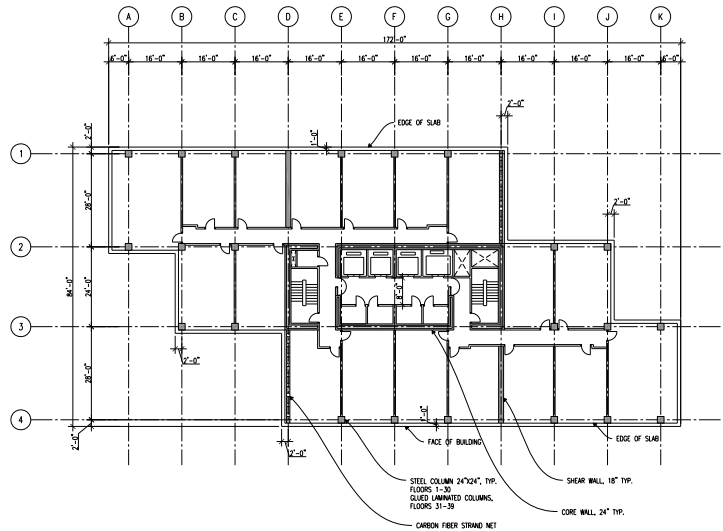 A B C D E F G H I J K
172'-0"
6'-0" 16'-0" 16'-0" 16'-0" 16'-0" 16'-0" 16'-0" 16'-0" 16'-0" 16'-0" 16'-0" 6'-0"
2'-0"
EDGE OF SLAB
2'-0"
1'-0"
1
28'-0"
2'-0"
2
84'-0"
24'-0"
8'-0"
3
2'-0"
28'-0"
1'-0"
4
2'-0"
FACE OF BUILDING
EDGE OF SLAB
2'-0"
STEEL COLUMN 24"X24", TYP.
FLOORS 1-30
GLUED LAMINATED COLUMNS,
FLOORS 31-39
SHEAR WALL, 18" TYP.
CORE WALL, 24" TYP.
CARBON FIBER STRAND NET